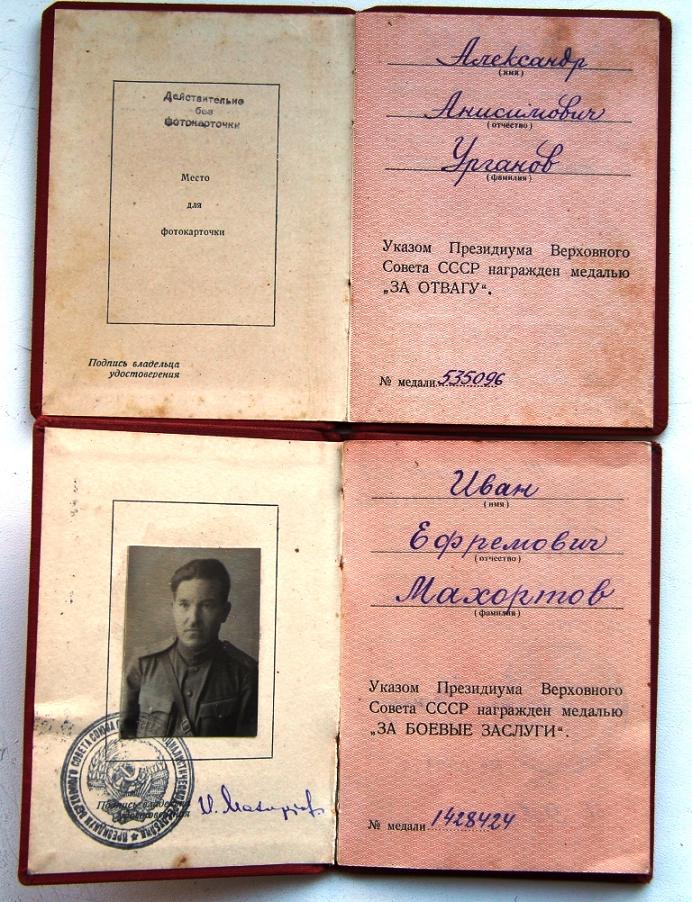 Действительно
без
фотокарточки
Место
для
фотокарточки
Подпись владельца
удостоверения
Александр
(имя)
Анисимович
(отчество)
Урганов
(фамилия)
Указом Президиума Верховного
Совета СССР награжден медалью
„ЗА ОТВАГУ“.
№ медали 535096
Подпись владельца
удостоверения
Иван
(имя)
Ефремович
(отчество)
Махортов
(фамилия)
Указом Президиума Верховного
Совета СССР награжден медалью
„ЗА БОЕВЫЕ ЗАСЛУГИ“.
№ медали 1428424